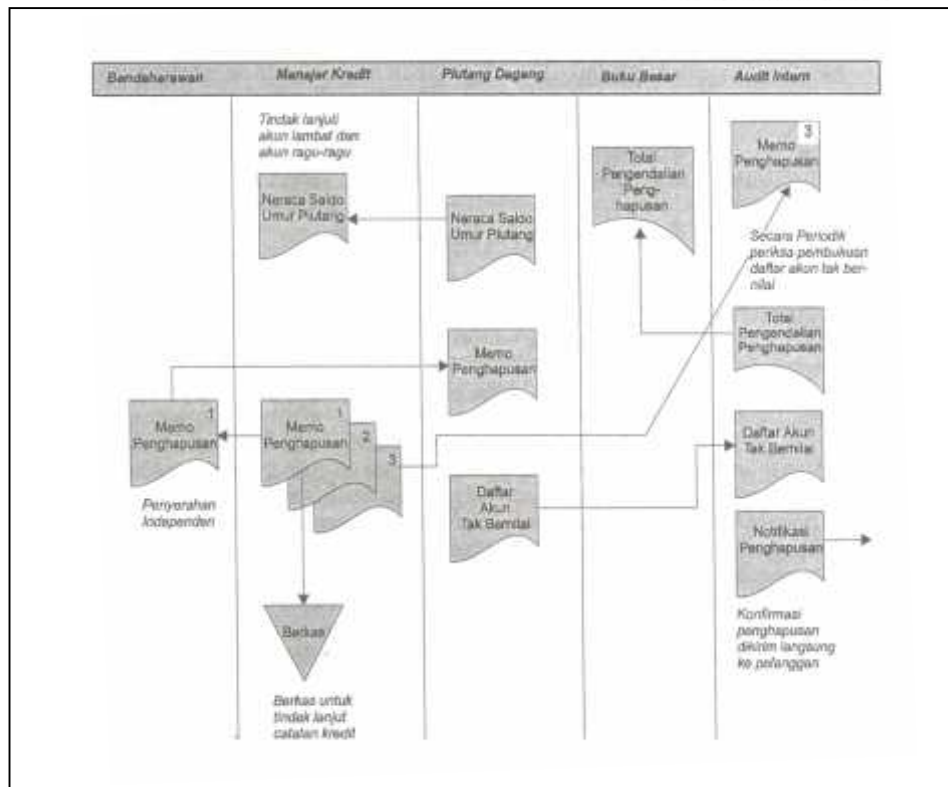 Bendaharawan
Manajer Kredit
Piutang Dagang
Buku Besar
Audit Intern
Tindak lanjuti
akun lambat dan
akun ragu-ragu
Neraca Saldo
Umur Piutang
Neraca Saldo
Umur Piutang
Total
Pengendalian
Peng-
hapusan
3
Memo
Penghapusan
Secara Periodik
periksa pembukuan
daftar akun tak ber-
nilai
Total
Pengendalian
Penghapusan
Memo
Penghapusan
1
Memo
Penghapusan
Penyerahan
Independen
1
Memo
Penghapusan
2
3
Daftar
Akun
Tak Bernilai
Daftar Akun
Tak Bernilai
Notifikasi
Penghapusan
Konfirmasi
penghapusan
dikirim langsung
ke pelanggan
Berkas
Berkas untuk
tindak lanjut
catatan kredit